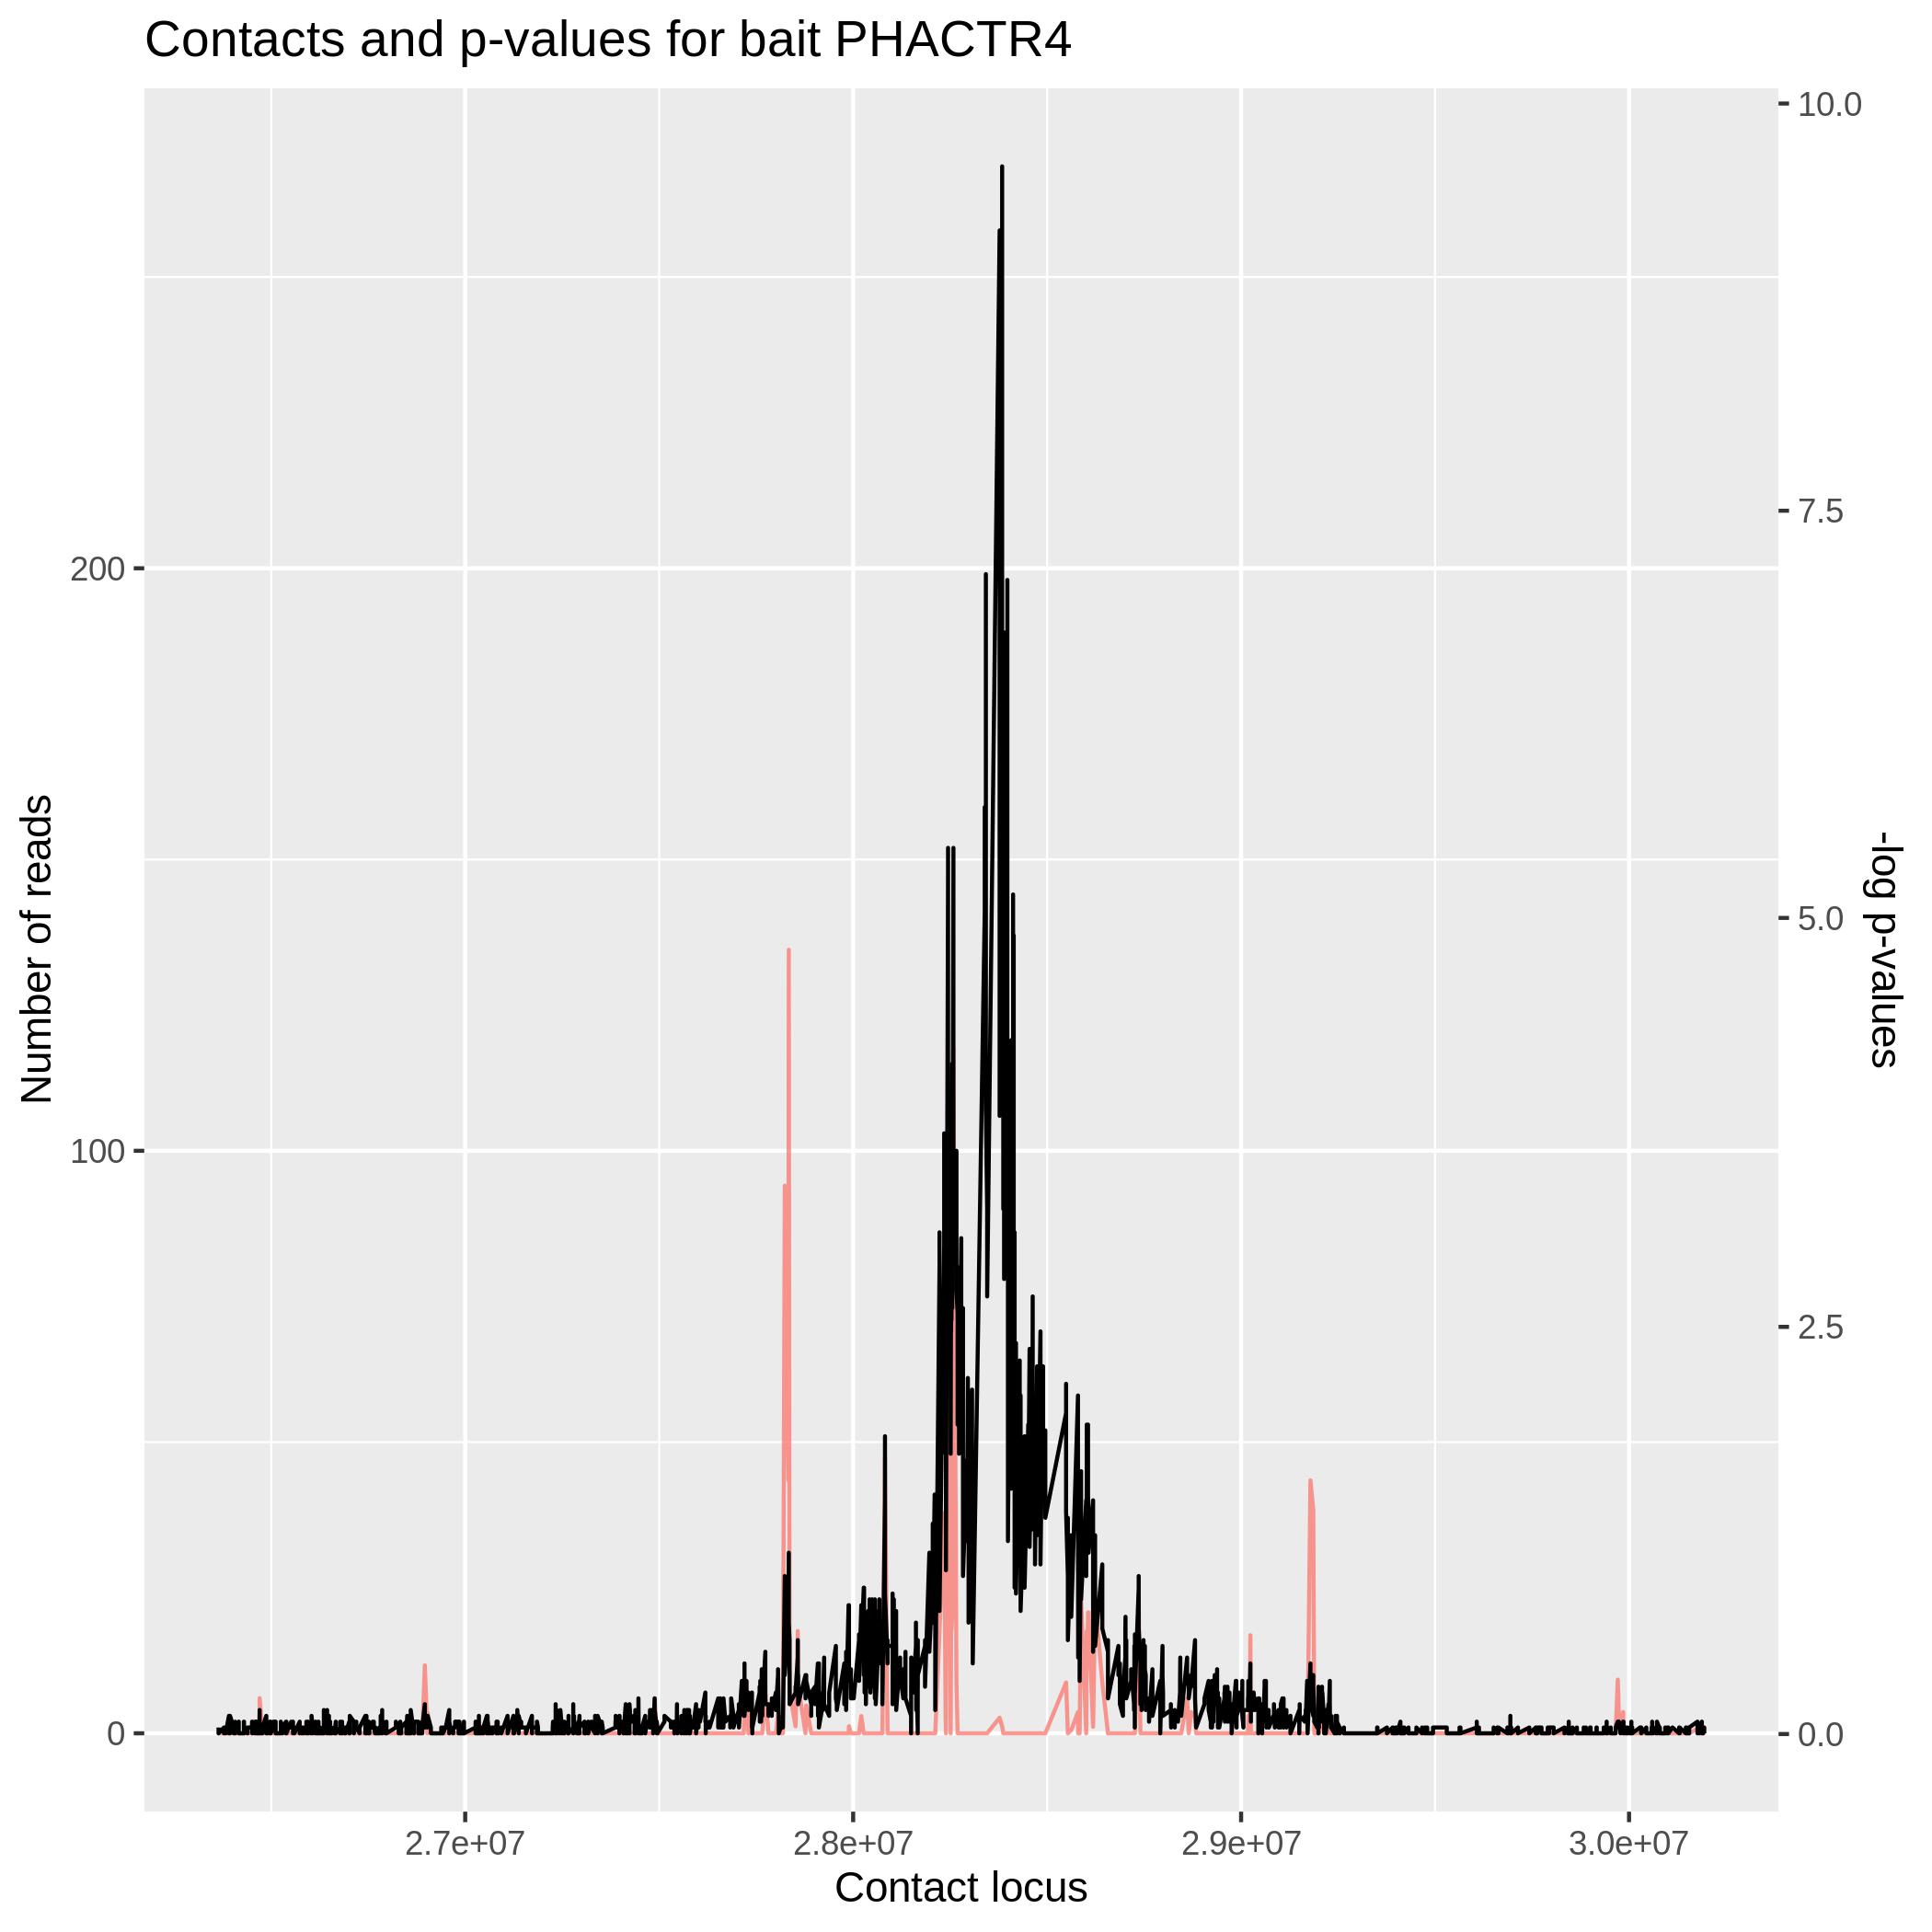 Contacts and p-values for bait PHACTR4
Number of reads
200
100
0
10.0
7.5
5.0
2.5
0.0
-log p-values
2.7e+07
2.8e+07
2.9e+07
3.0e+07
Contact locus